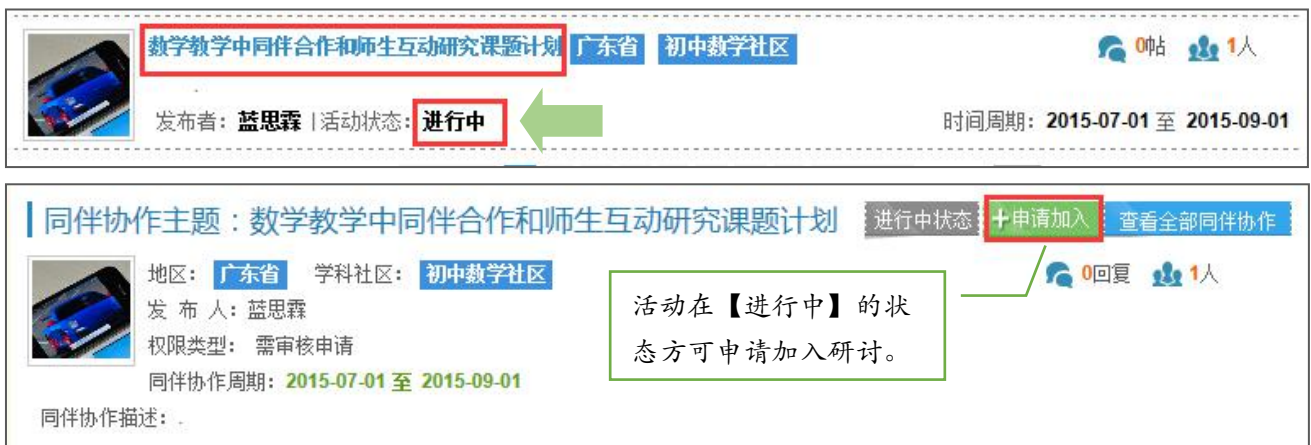 数学教学中同伴合作和师生互动研究课题计划 广东省 初中数学社区 0帖 1人
发布者：蓝思霖 | 活动状态：进行中 时间周期：2015-07-01 至 2015-09-01
同伴协作主题：数学教学中同伴合作和师生互动研究课题计划 进行中状态 +申请加入 查看全部同伴协作
地区： 广东省 学科社区： 初中数学社区 0回复 1人
发 布 人：蓝思霖
权限类型： 需审核申请
同伴协作周期：2015-07-01 至 2015-09-01
同伴协作描述：.
活动在【进行中】的状
态方可申请加入研讨。